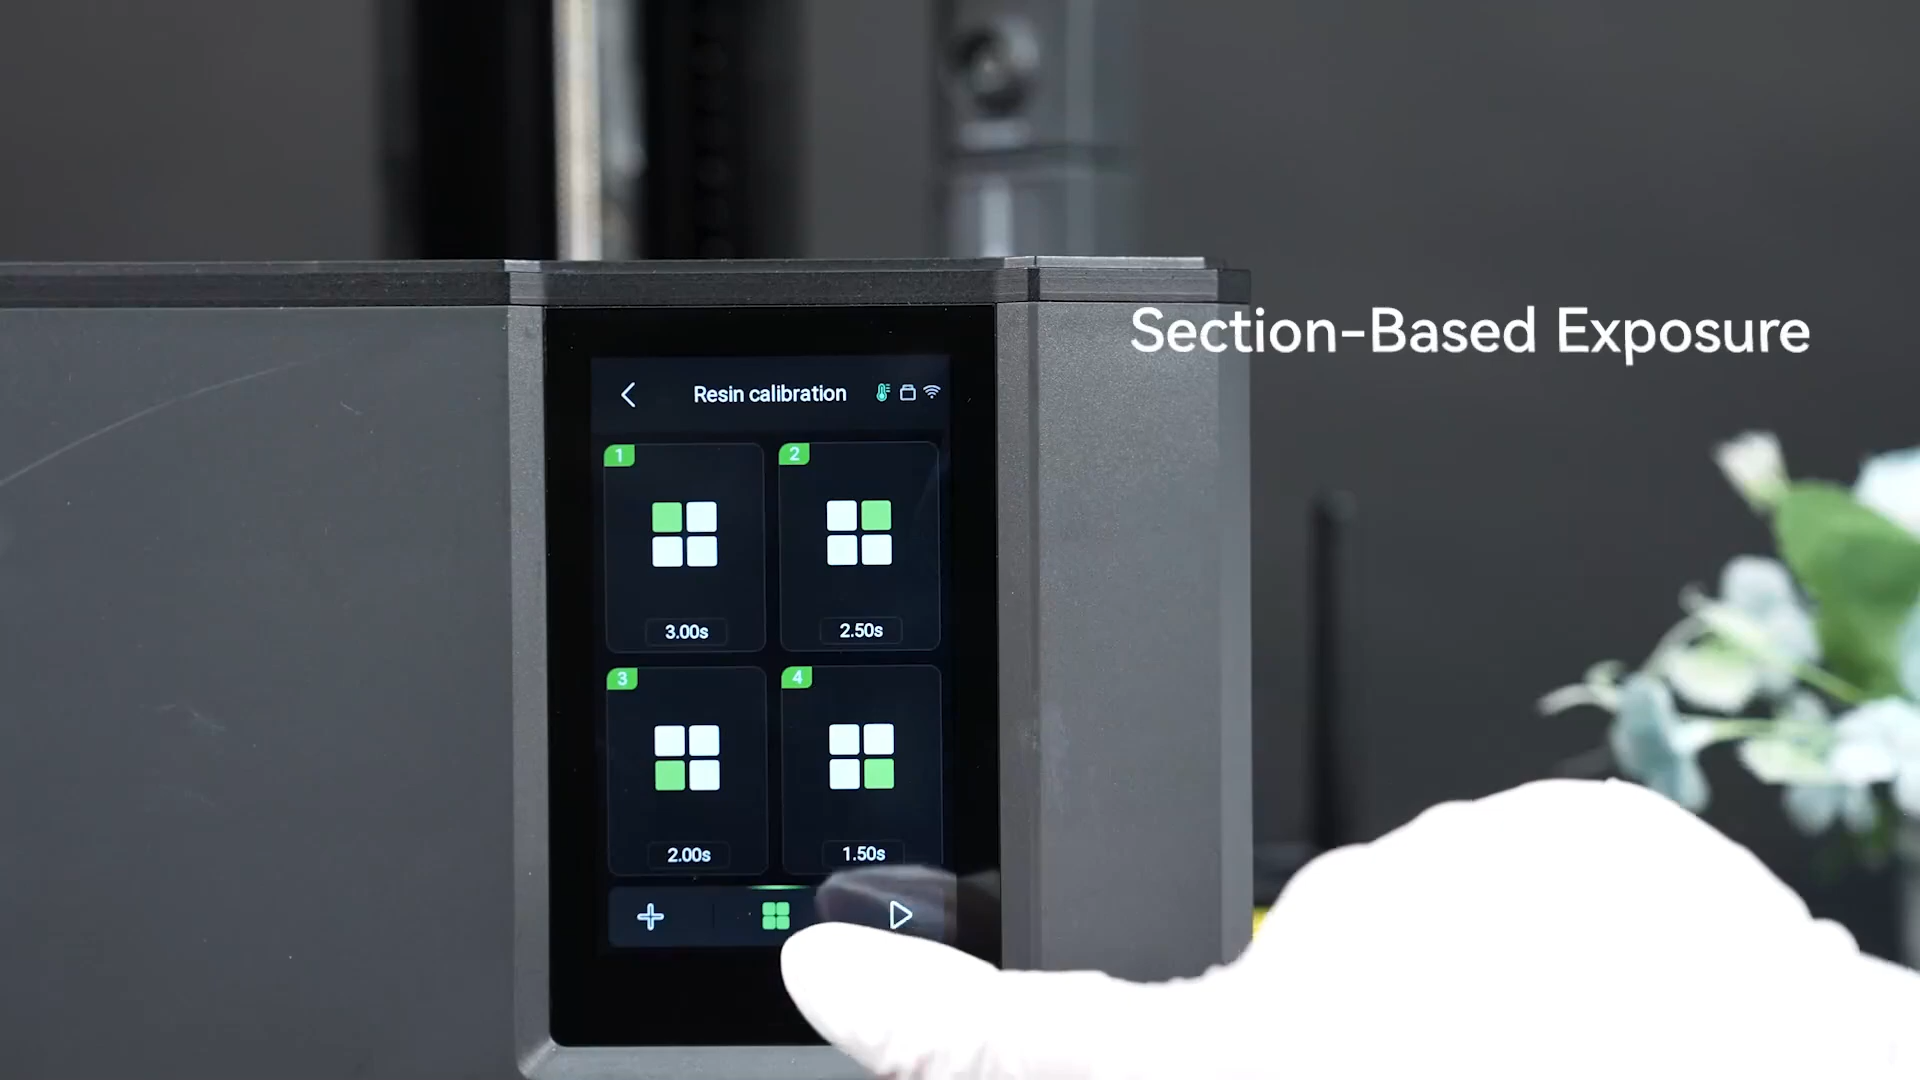 Section-Based Exposure
Resin calibration
1
2
3.00s
2.50s
3
4
2.00s
1.50s